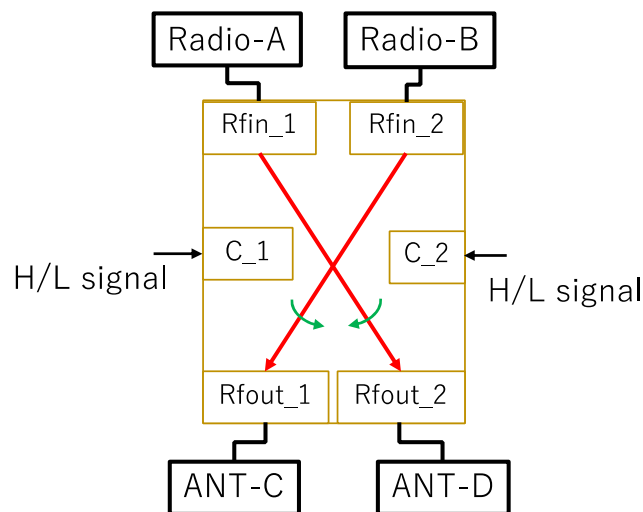 Radio-A
Radio-B
Rfin_1
Rfin_2
C_1
C_2
H/L signal
H/L signal
Rfout_1
Rfout_2
ANT-C
ANT-D